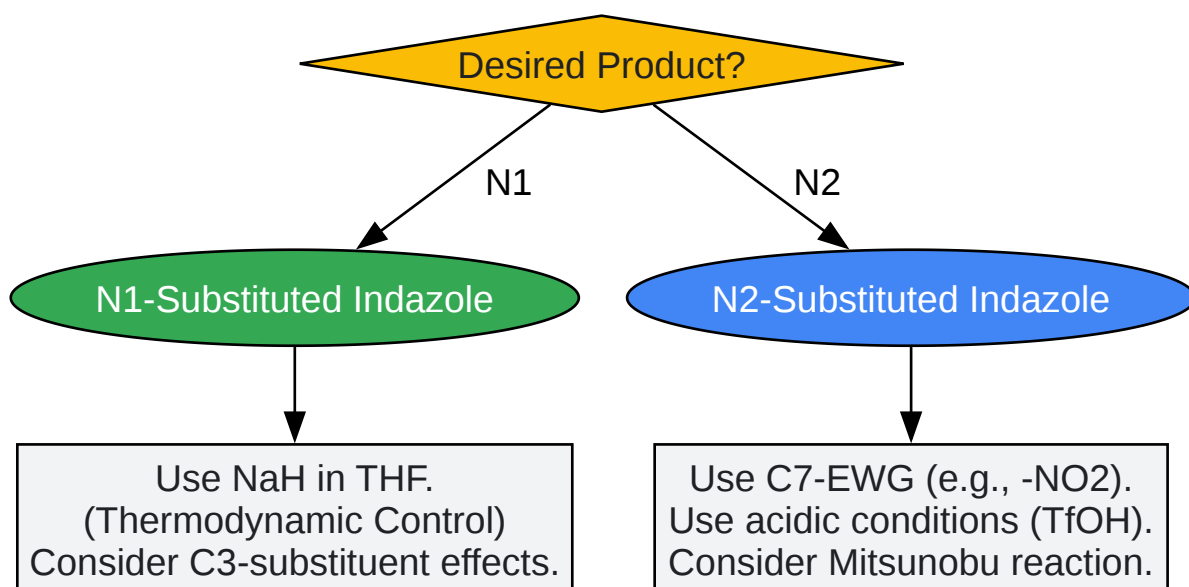 Desired Product?
N1
N2
N1-Substituted Indazole
N2-Substituted Indazole
Use NaH in THF.
(Thermodynamic Control)
Consider C3-substituent effects.
Use C7-EWG (e.g., -NO2).
Use acidic conditions (TfOH).
Consider Mitsunobu reaction.